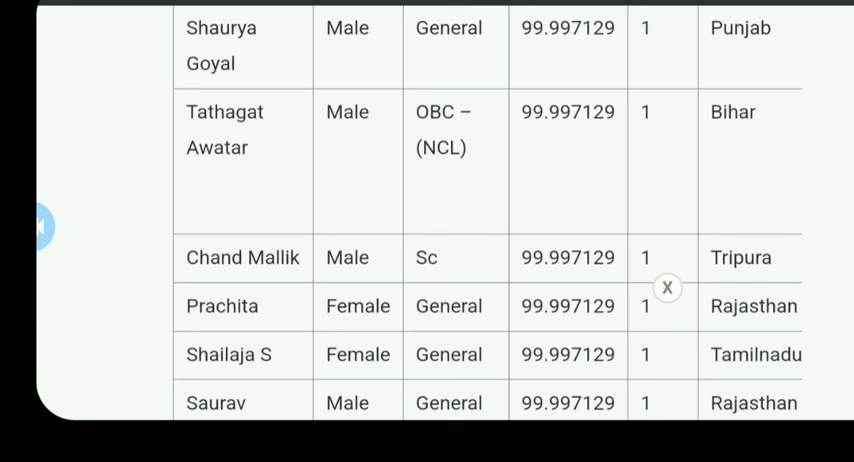 Shaurya Male General 99.997129 1 Punjab
Goyal
Tathagat Male OBC – 99.997129 1 Bihar
Awatar (NCL)
Chand Mallik Male Sc 99.997129 1 Tripura
X
Prachita Female General 99.997129 1 Rajasthan
Shailaja S Female General 99.997129 1 Tamilnadu
Saurav Male General 99.997129 1 Rajasthan